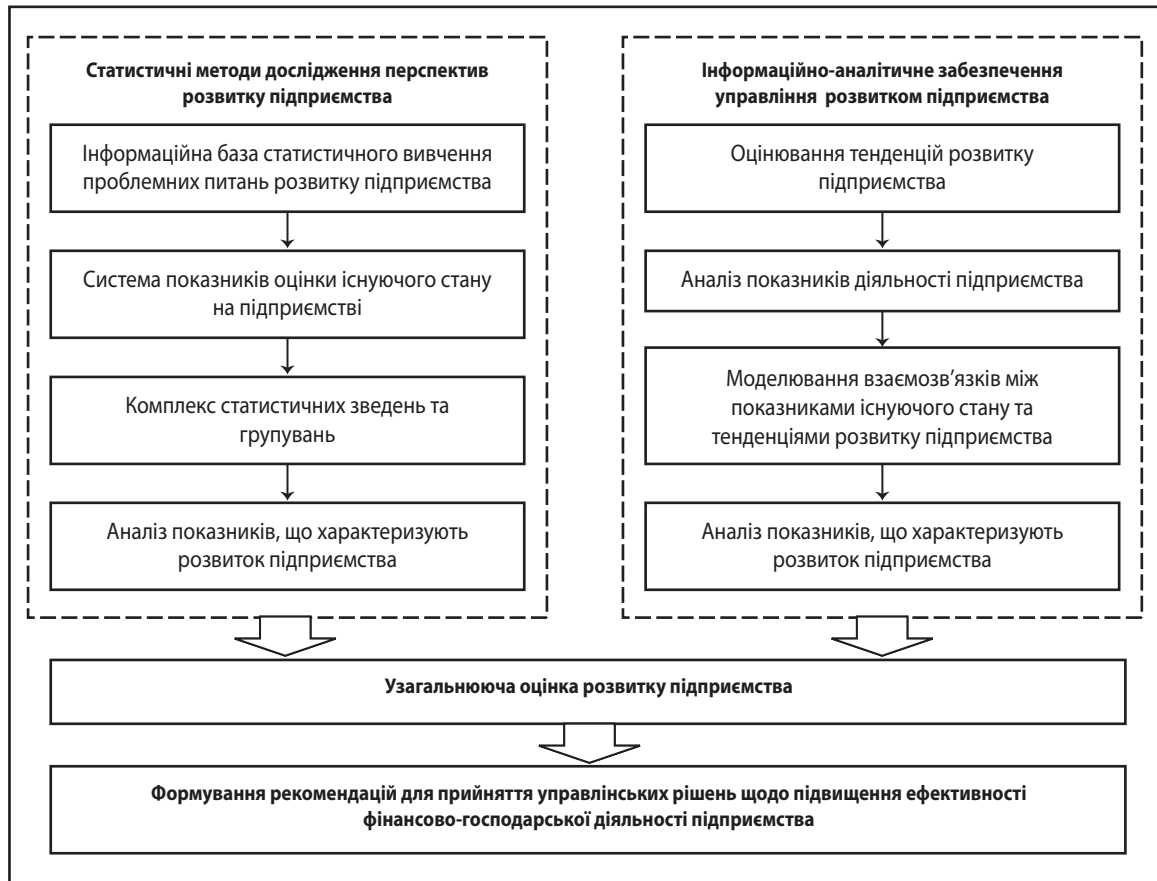 Статистичні методи дослідження перспектив
розвитку підприємства
Інформаційна база статистичного вивчення
проблемних питань розвитку підприємства
Система показників оцінки існуючого стану
на підприємстві
Комплекс статистичних зведень та
групувань
Аналіз показників, що характеризують
розвиток підприємства
Інформаційно-аналітичне забезпечення
управління розвитком підприємства
Оцінювання тенденцій розвитку
підприємства
Аналіз показників діяльності підприємства
Моделювання взаємозв’язків між
показниками існуючого стану та
тенденціями розвитку підприємства
Аналіз показників, що характеризують
розвиток підприємства
Узагальнююча оцінка розвитку підприємства
Формування рекомендацій для прийняття управлінських рішень щодо підвищення ефективності
фінансово-господарської діяльності підприємства